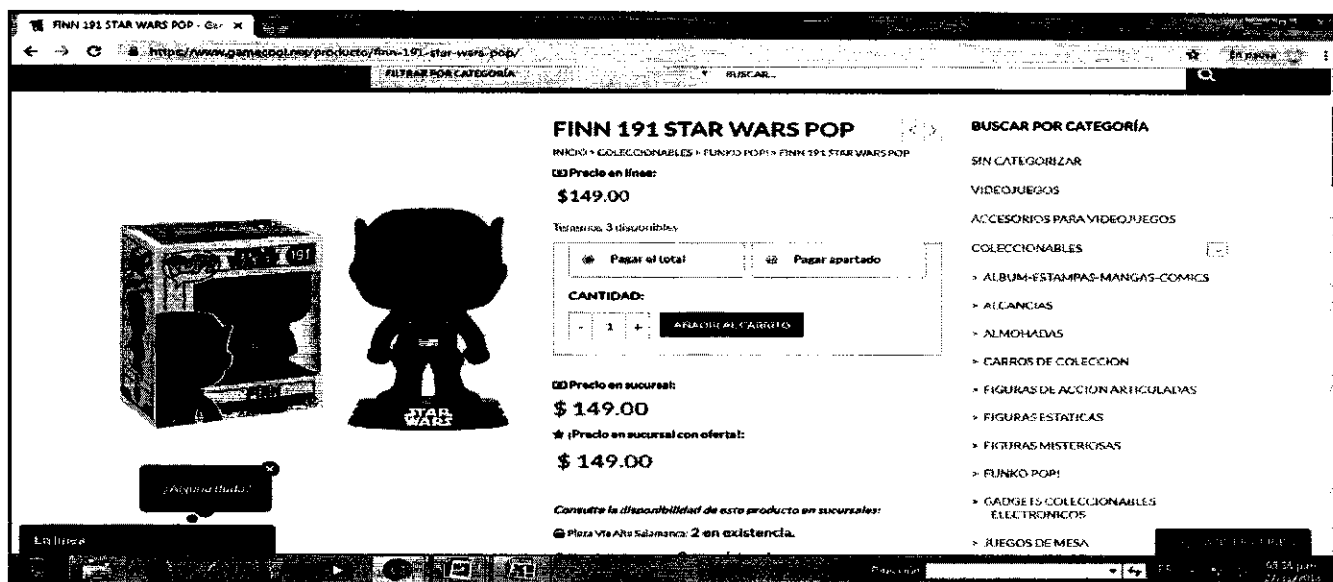 FINN 191 STAR WARS POP - Gar
https://www.gamespol.mx/producto/finn-191-star-wars-pop/
FILTRAR POR CATEGORÍA
BUSCAR...
FINN 191 STAR WARS POP
INICIO > COLECCIONABLES > FUNKO POP! > FINN 191 STAR WARS POP
Precio en línea:
$149.00
Tenemos 3 disponibles
Pagar el total
Pagar apartado
CANTIDAD:
- 1 +
AÑADIR AL CARRITO
Precio en sucursal:
$ 149.00
¡Precio en sucursal con oferta!:
$ 149.00
Consulte la disponibilidad de este producto en sucursales:
Plaza Vía Alta Salamanca: 2 en existencia.
BUSCAR POR CATEGORÍA
SIN CATEGORIZAR
VIDEOJUEGOS
ACCESORIOS PARA VIDEOJUEGOS
COLECCIONABLES
> ALBUM-ESTAMPAS-MANGAS-COMICS
> ALCANCIAS
> ALMOHADAS
> CARROS DE COLECCION
> FIGURAS DE ACCION ARTICULADAS
> FIGURAS ESTATICAS
> FIGURAS MISTERIOSAS
> FUNKO POP!
> GADGETS COLECCIONABLES
ELECTRONICOS
> JUEGOS DE MESA
191
FINN
STAR
WARS
¿Alguna duda?
En línea